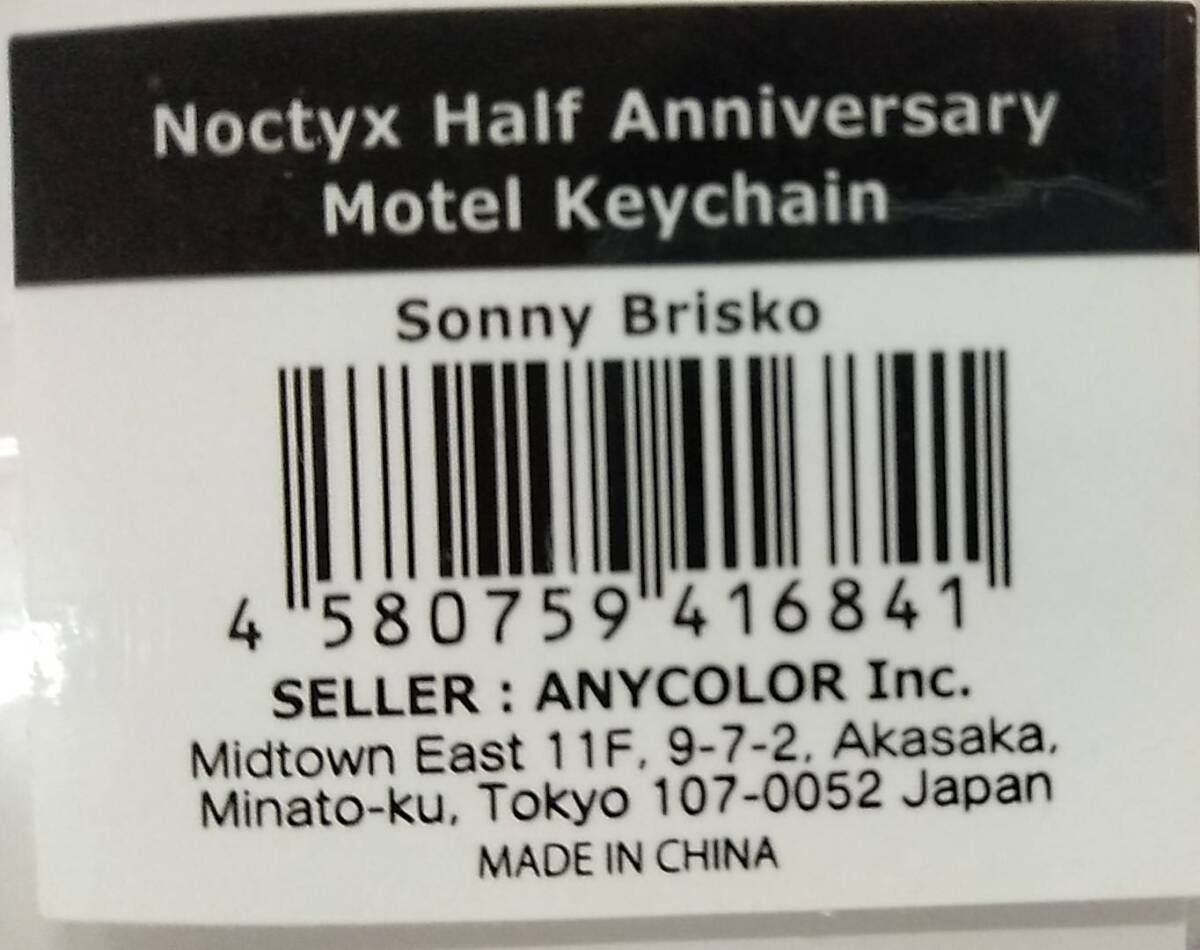 Noctyx Half Anniversary
Motel Keychain
Sonny Brisko
4 580759 416841
SELLER : ANYCOLOR Inc.
Midtown East 11F, 9-7-2, Akasaka,
Minato-ku, Tokyo 107-0052 Japan
MADE IN CHINA